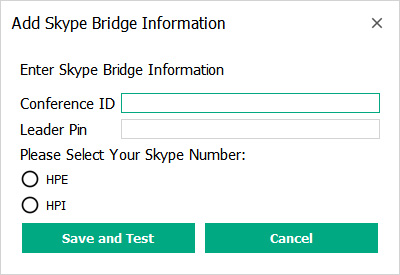 Add Skype Bridge Information
Enter Skype Bridge Information
Conference ID
Leader Pin
Please Select Your Skype Number:
HPE
HPI
Save and Test Cancel